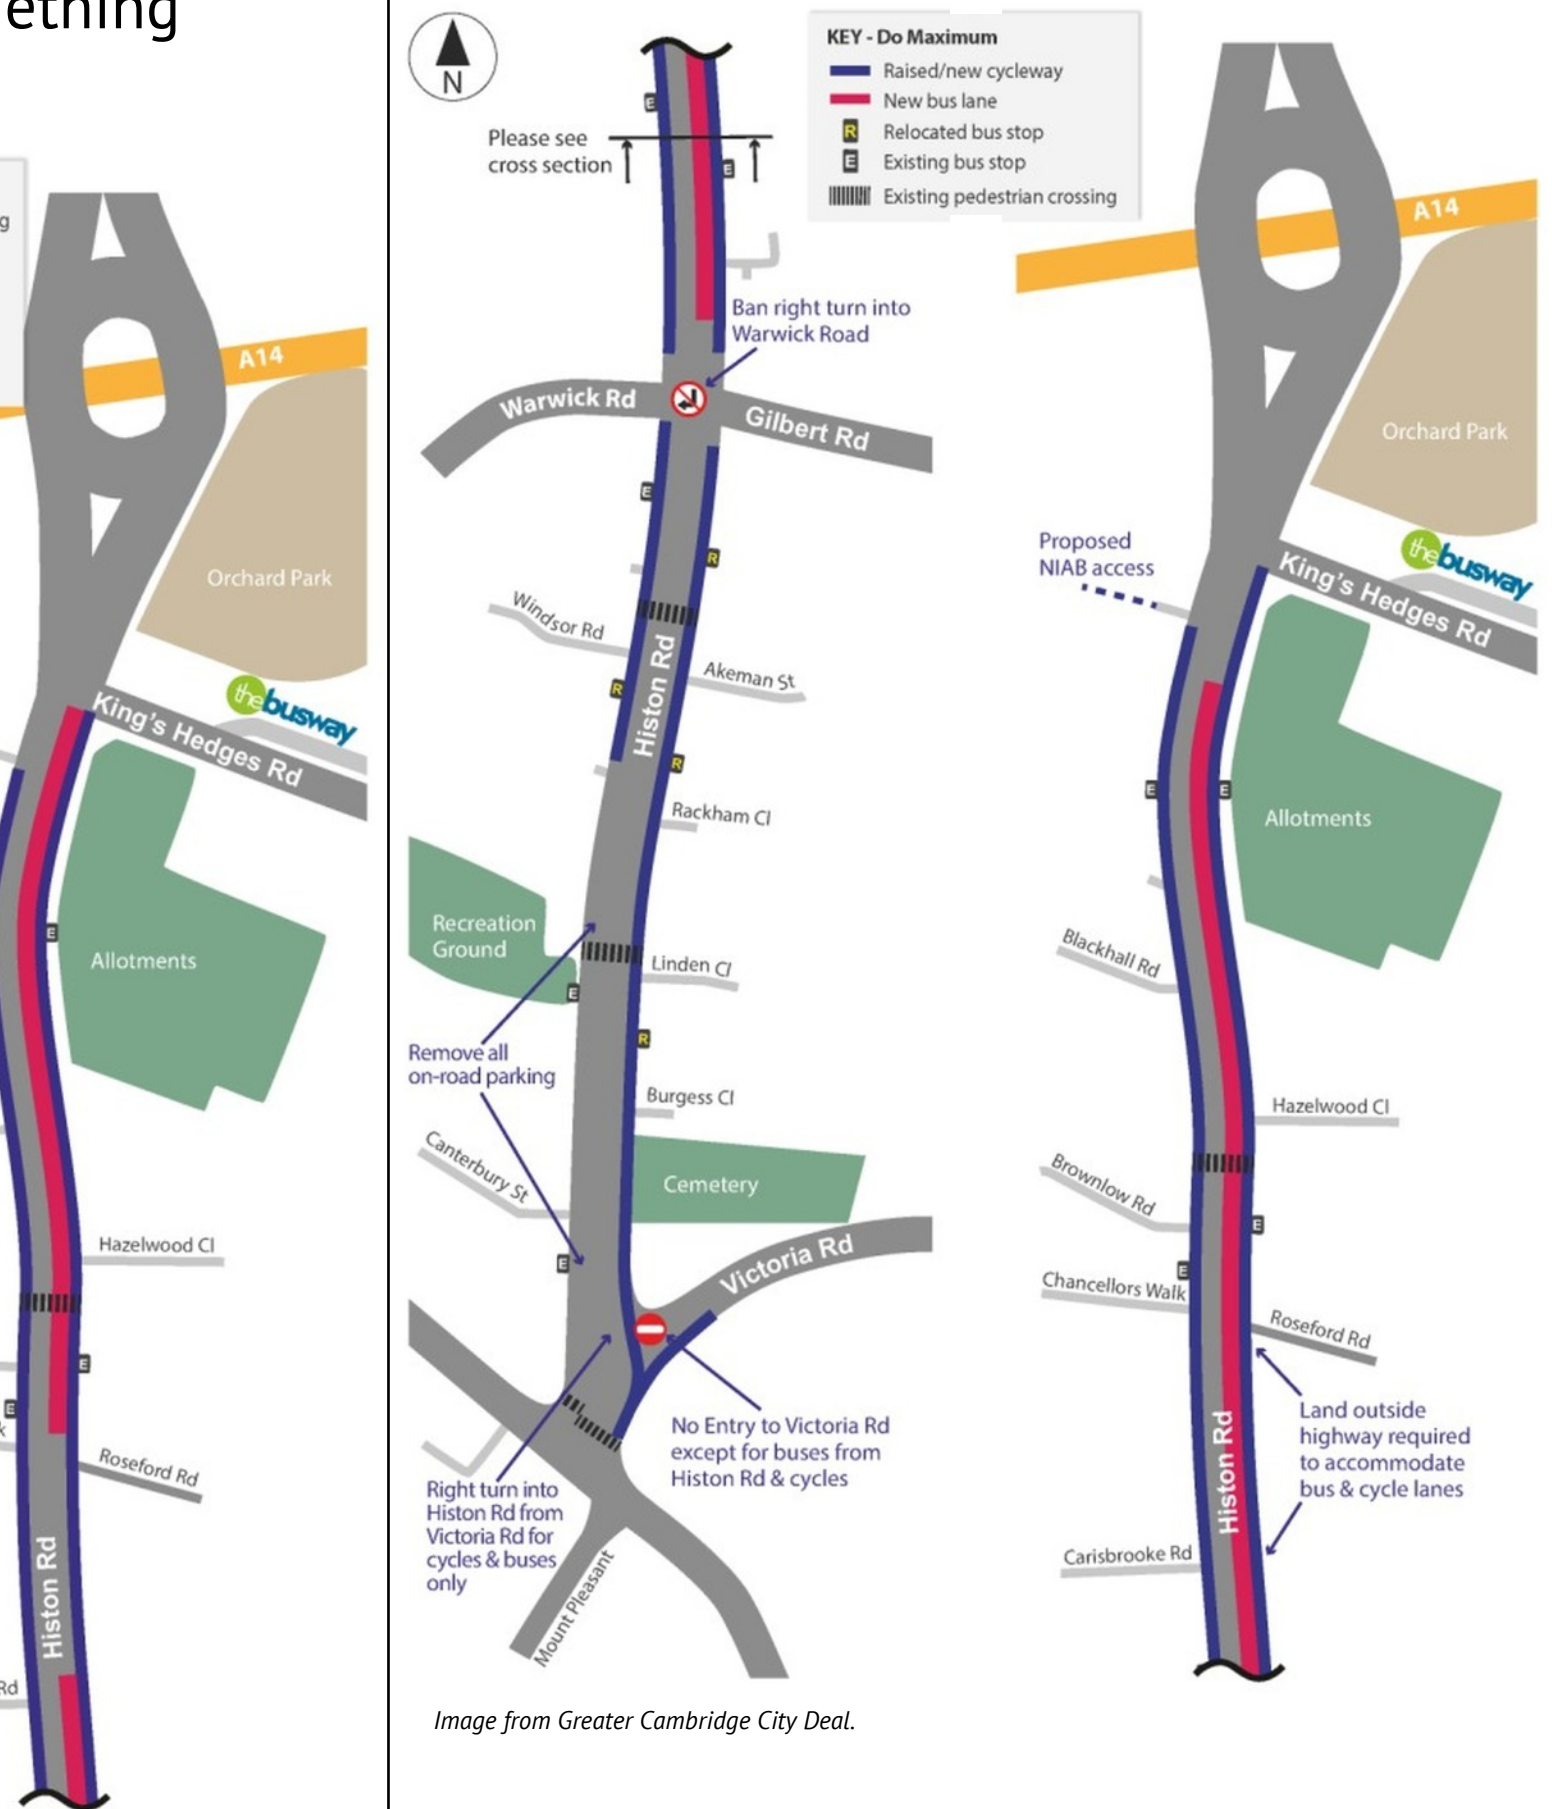 ething
g
A14
Orchard Park
the busway
King's Hedges Rd
E
Allotments
Hazelwood Cl
E
E
k
Roseford Rd
Histon Rd
Rd
N
E
Please see
cross section
E
KEY - Do Maximum
Raised/new cycleway
New bus lane
R Relocated bus stop
E Existing bus stop
Existing pedestrian crossing
Ban right turn into
Warwick Road
Warwick Rd
Gilbert Rd
E
R
Windsor Rd
Histon Rd
Akeman St
R
R
Rackham Cl
Recreation
Ground
Linden Cl
E
R
Remove all
on-road parking
Burgess Cl
Canterbury St
Cemetery
E
Victoria Rd
No Entry to Victoria Rd
except for buses from
Histon Rd & cycles
Right turn into
Histon Rd from
Victoria Rd for
cycles & buses
only
Mount Pleasant
Image from Greater Cambridge City Deal.
A14
Orchard Park
Proposed
NIAB access
the busway
King's Hedges Rd
E
E
Allotments
Blackhall Rd
Hazelwood Cl
Brownlow Rd
E
E
Chancellors Walk
Roseford Rd
Land outside
highway required
to accommodate
bus & cycle lanes
Histon Rd
Carisbrooke Rd